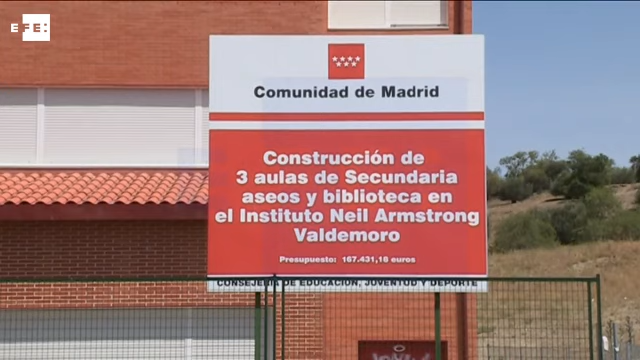 EFE:
Comunidad de Madrid
Construcción de
3 aulas de Secundaria
aseos y biblioteca en
el Instituto Neil Armstrong
Valdemoro
Presupuesto: 167.431,16 euros
CONSEJERIA DE EDUCACIÓN, JUVENTUD Y DEPORTE